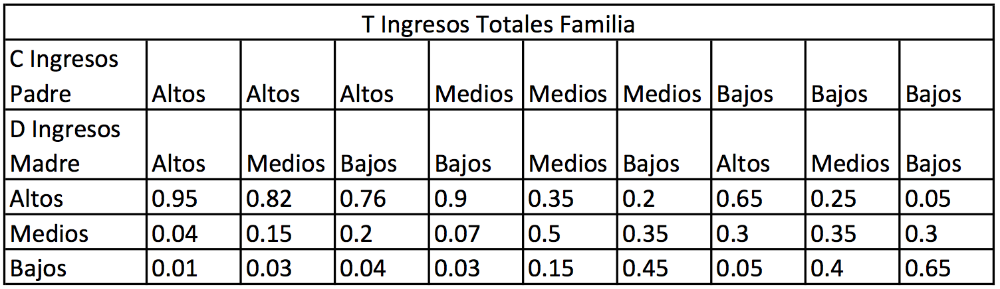 T Ingresos Totales Familia
C Ingresos
Padre Altos Altos Altos Medios Medios Medios Bajos Bajos Bajos
D Ingresos
Madre Altos Medios Bajos Bajos Medios Bajos Altos Medios Bajos
Altos 0.95 0.82 0.76 0.9 0.35 0.2 0.65 0.25 0.05
Medios 0.04 0.15 0.2 0.07 0.5 0.35 0.3 0.35 0.3
Bajos 0.01 0.03 0.04 0.03 0.15 0.45 0.05 0.4 0.65